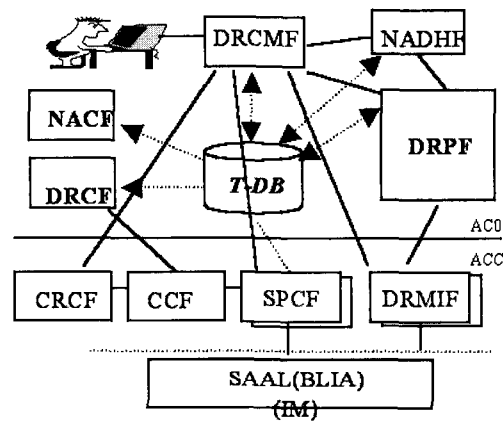 DRCMF
NADHF
NACF
DRPF
T-DB
DRCF
AC0
ACC
CRCF
CCF
SPCF
DRMIF
SAAL(BLIA)
(IM)